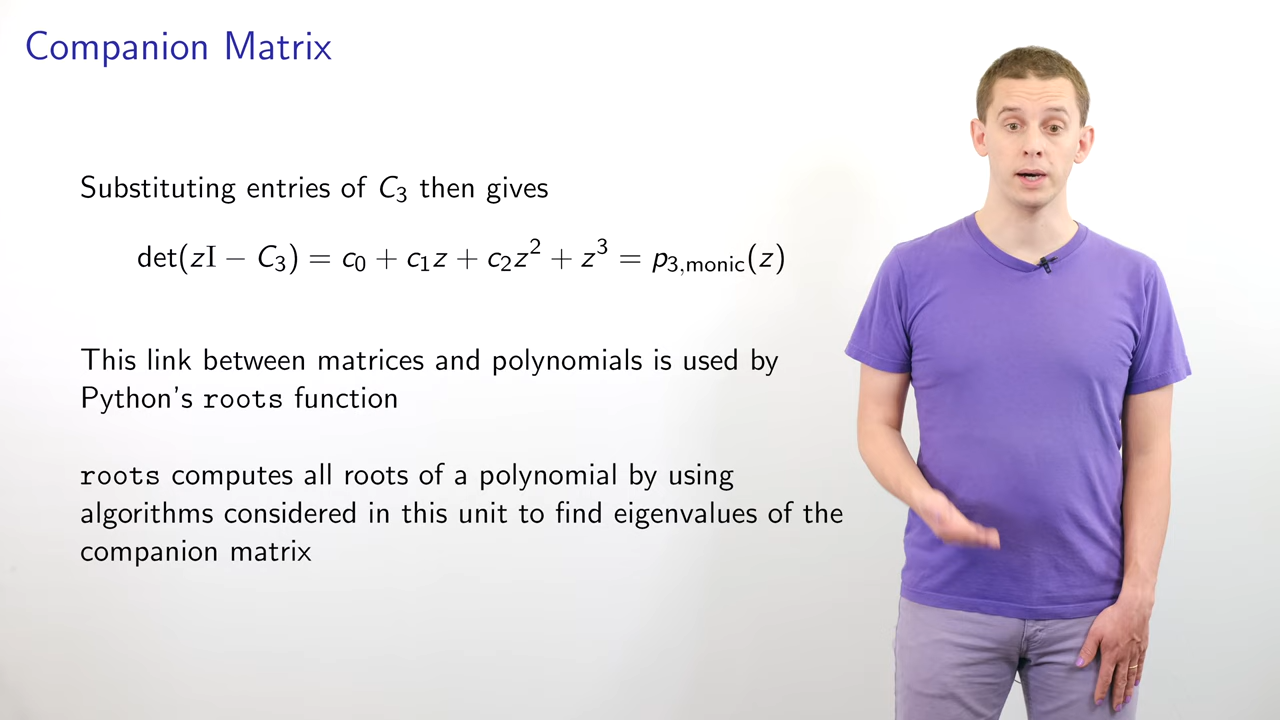 Companion Matrix
Substituting entries of C₃ then gives
det(zI − C₃) = c₀ + c₁z + c₂z² + z³ = p₃,monic(z)
This link between matrices and polynomials is used by
Python's roots function
roots computes all roots of a polynomial by using
algorithms considered in this unit to find eigenvalues of the
companion matrix